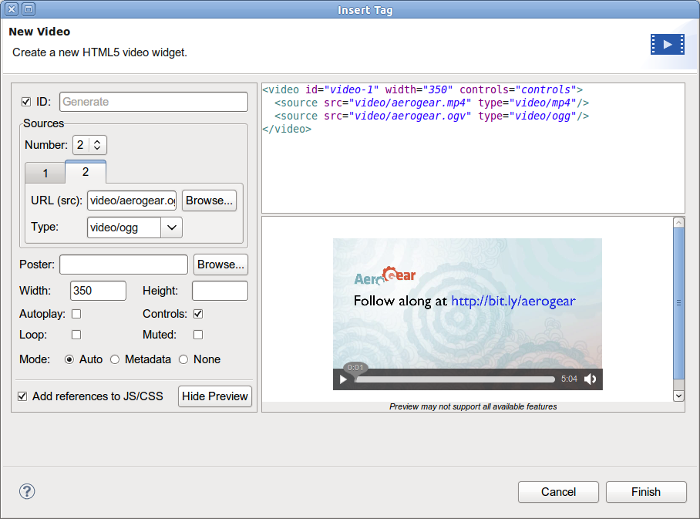 Insert Tag
New Video
Create a new HTML5 video widget.
ID: Generate
Sources
Number: 2
1 2
URL (src): video/aerogear.og Browse...
Type: video/ogg
Poster: Browse...
Width: 350 Height:
Autoplay: Controls:
Loop: Muted:
Mode: Auto Metadata None
Add references to JS/CSS Hide Preview
<video id="video-1" width="350" controls="controls">
<source src="video/aerogear.mp4" type="video/mp4"/>
<source src="video/aerogear.ogv" type="video/ogg"/>
</video>
AeroGear
Follow along at http://bit.ly/aerogear
0:01
5:04
Preview may not support all available features
? Cancel Finish